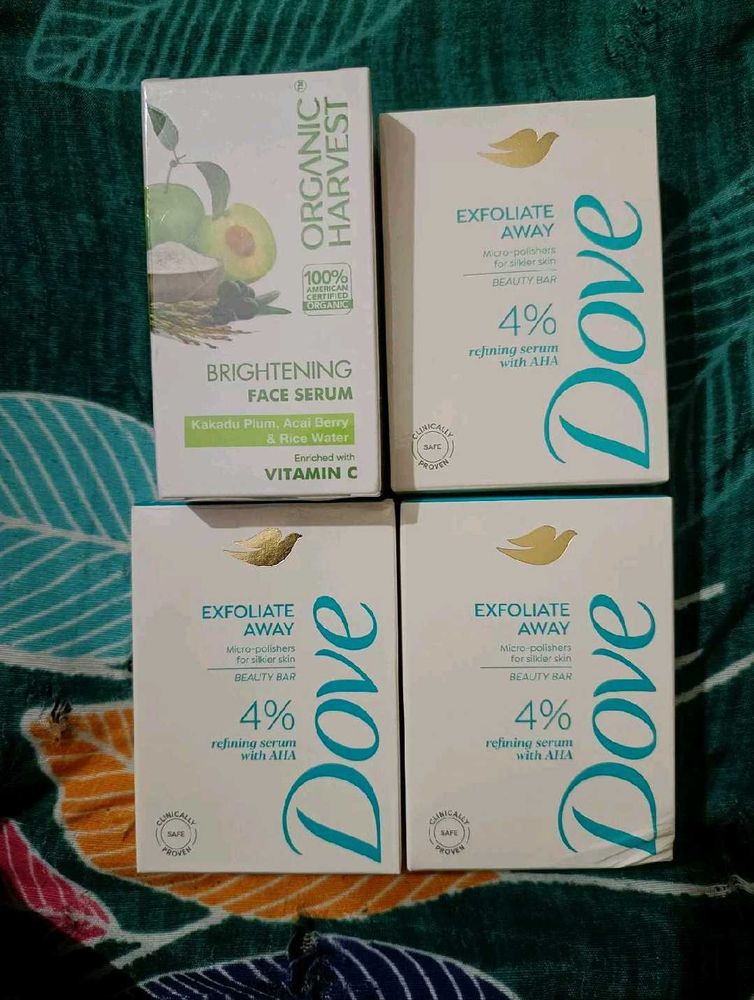 ORGANIC
HARVEST
TM
100%
AMERICAN
CERTIFIED
ORGANIC
BRIGHTENING
FACE SERUM
Kakadu Plum, Acai Berry
& Rice Water
Enriched with
VITAMIN C
EXFOLIATE
AWAY
Micro-polishers
for silkier skin
BEAUTY BAR
4%
refining serum
with AHA
Dove
CLINICALLY
SAFE
PROVEN
EXFOLIATE
AWAY
Micro-polishers
for silkier skin
BEAUTY BAR
4%
refining serum
with AHA
Dove
CLINICALLY
SAFE
PROVEN
EXFOLIATE
AWAY
Micro-polishers
for silkier skin
BEAUTY BAR
4%
refining serum
with AHA
Dove
CLINICALLY
SAFE
PROVEN